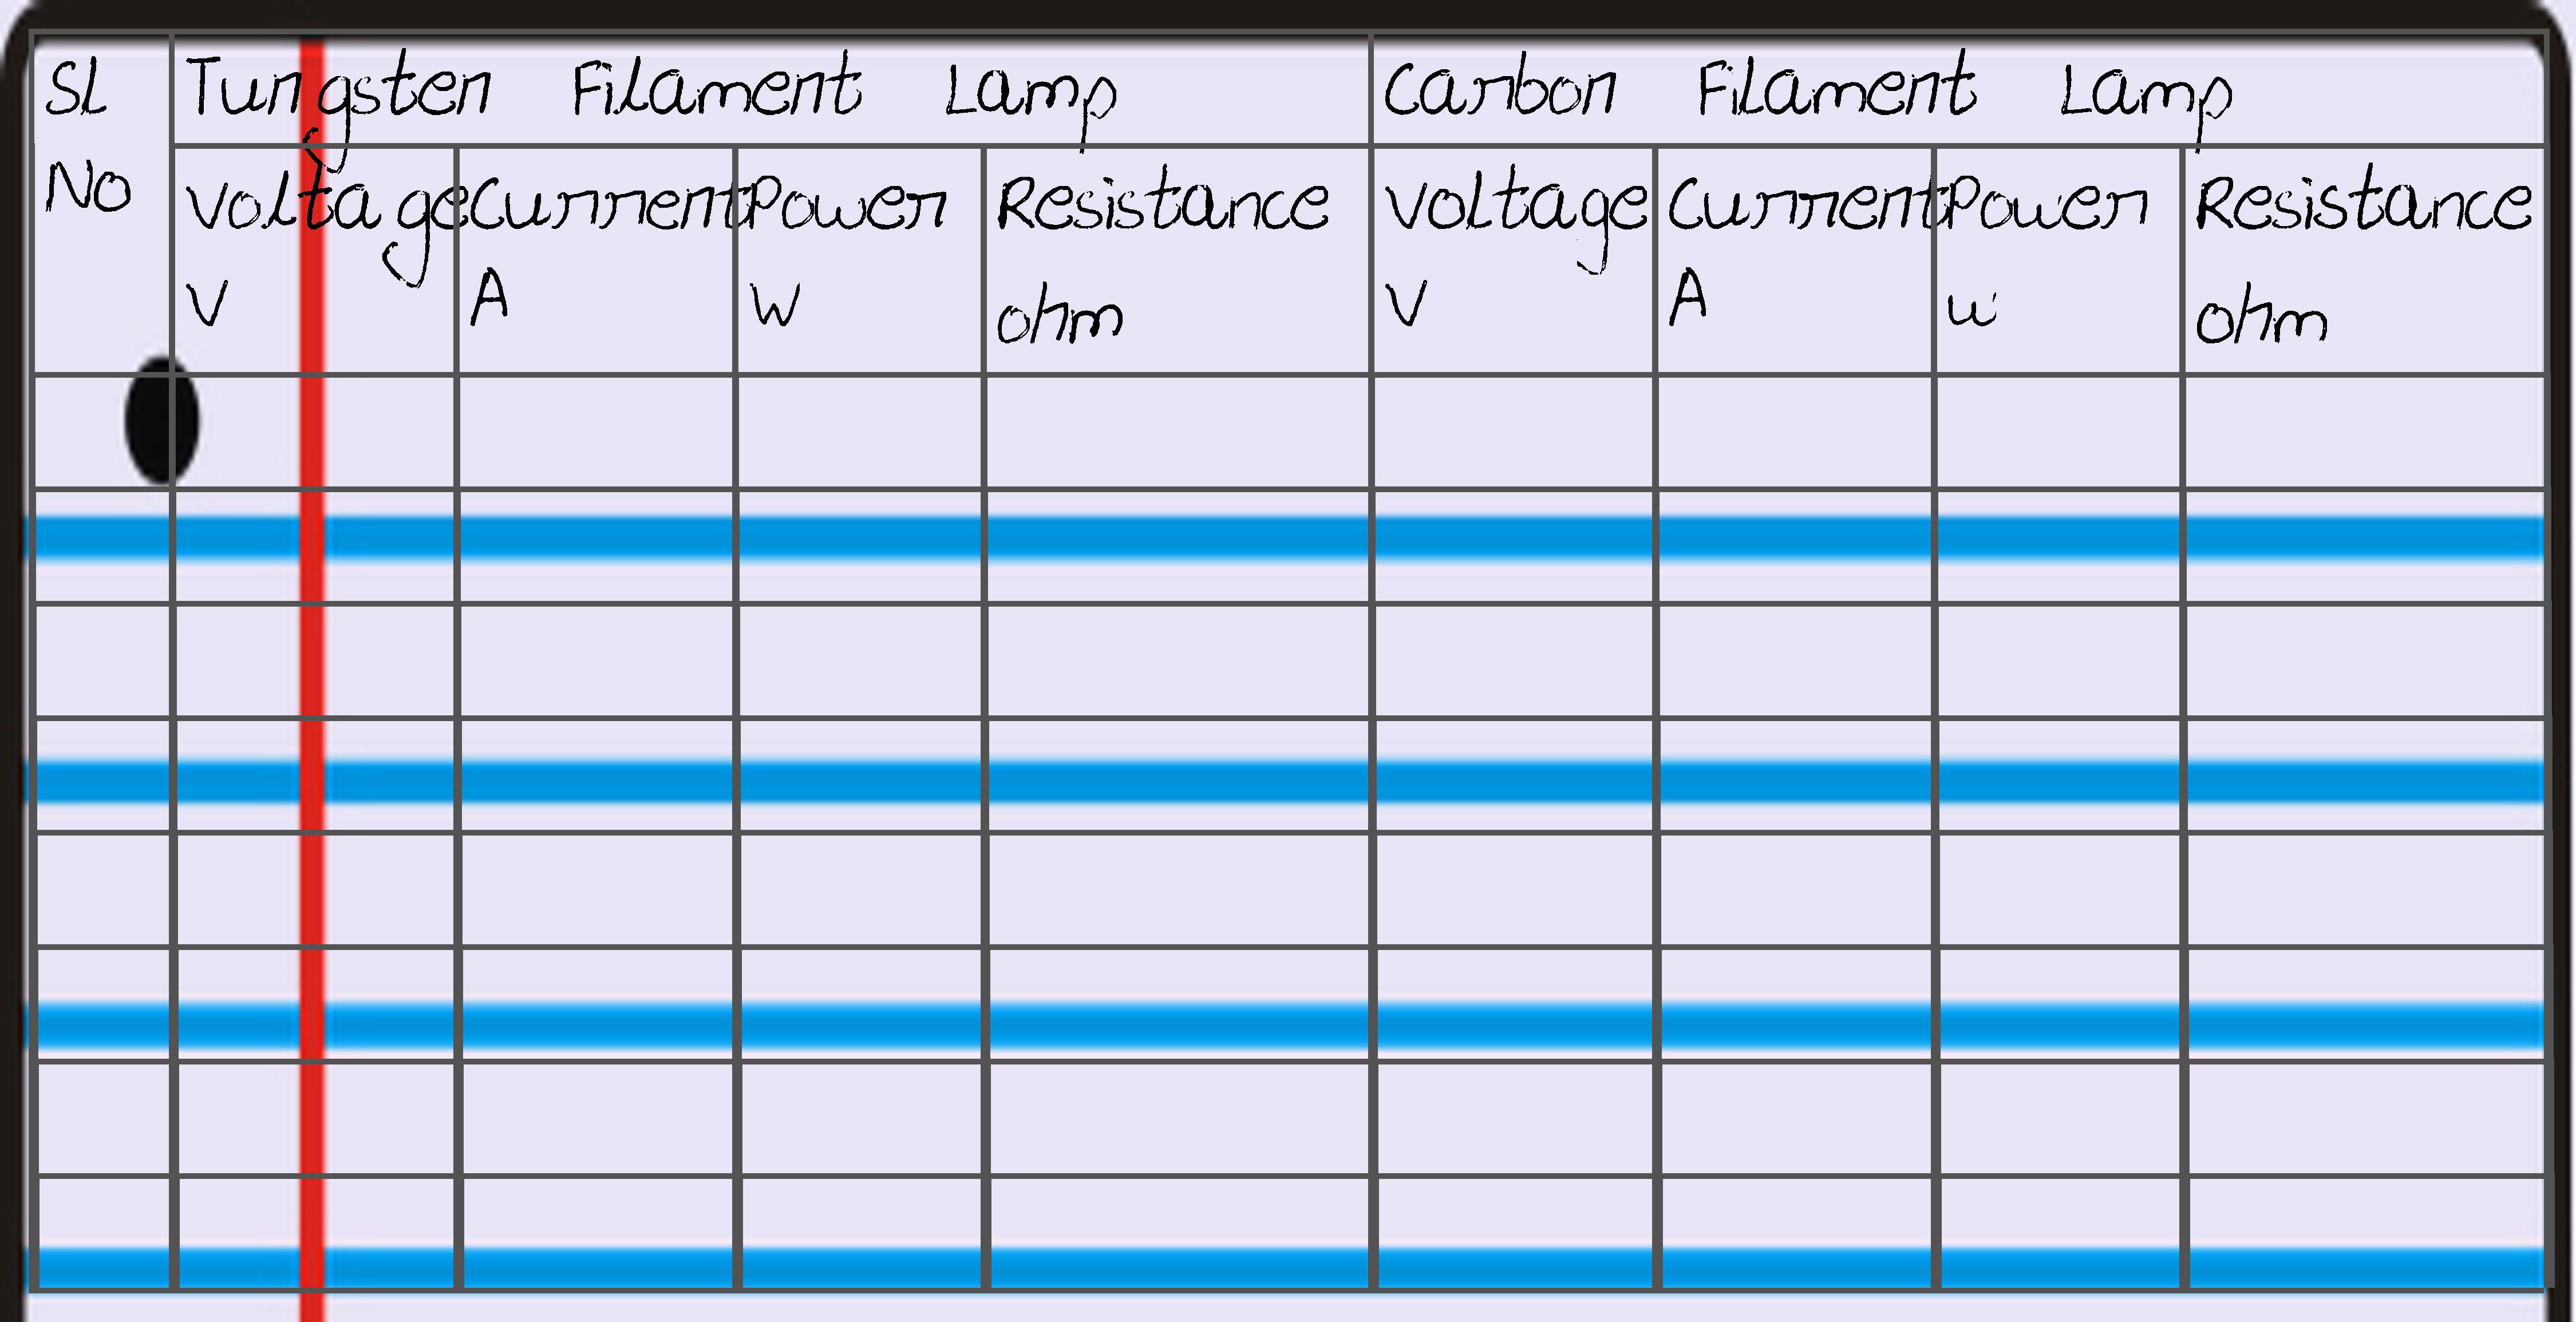 Sl No
Tungsten Filament Lamp
Carbon Filament Lamp
Voltage V
Current A
Power W
Resistance ohm
Voltage V
Current A
Power W
Resistance ohm